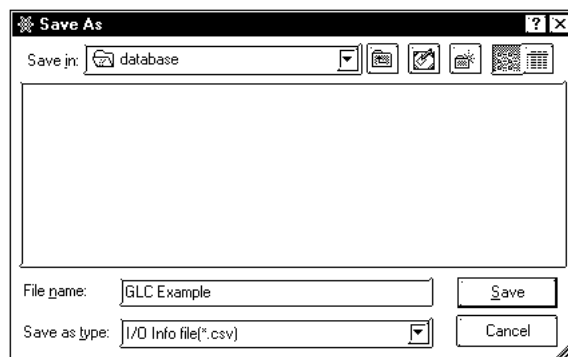 Save As
Save in: database
File name: GLC Example Save
Save as type: I/O Info file(*.csv) Cancel